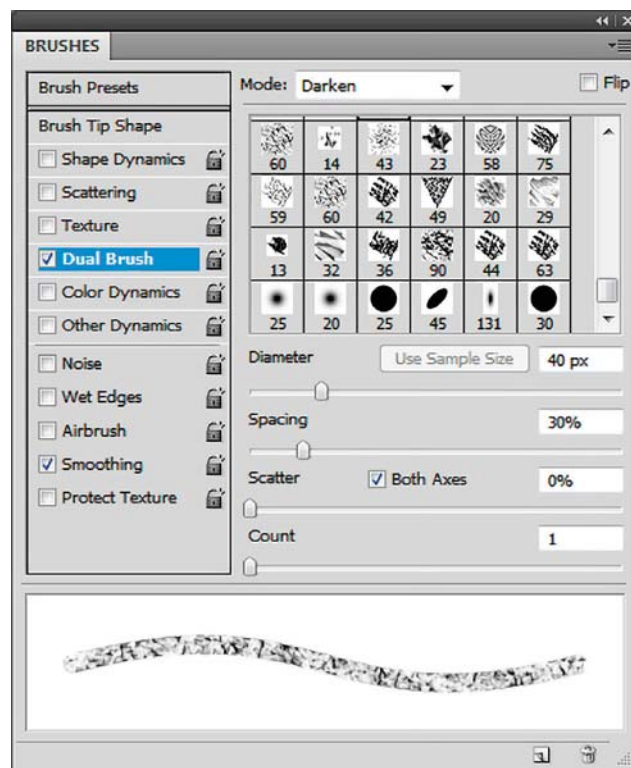 BRUSHES
Brush Presets
Brush Tip Shape
Shape Dynamics
Scattering
Texture
Dual Brush
Color Dynamics
Other Dynamics
Noise
Wet Edges
Airbrush
Smoothing
Protect Texture
Mode: Darken Flip
60 14 43 23 58 75
59 60 42 49 20 29
13 32 36 90 44 63
25 20 25 45 131 30
Diameter Use Sample Size 40 px
Spacing 30%
Scatter Both Axes 0%
Count 1